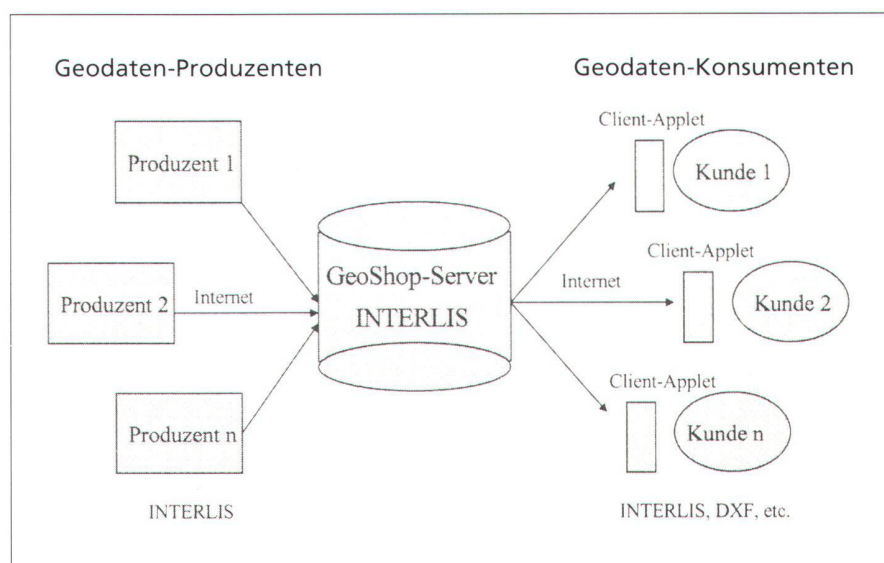 Geodaten-Produzenten
Geodaten-Konsumenten
Produzent 1
Produzent 2
Internet
Produzent n
INTERLIS
GeoShop-Server
INTERLIS
Internet
Client-Applet
Kunde 1
Client-Applet
Kunde 2
Client-Applet
Kunde n
INTERLIS, DXF, etc.